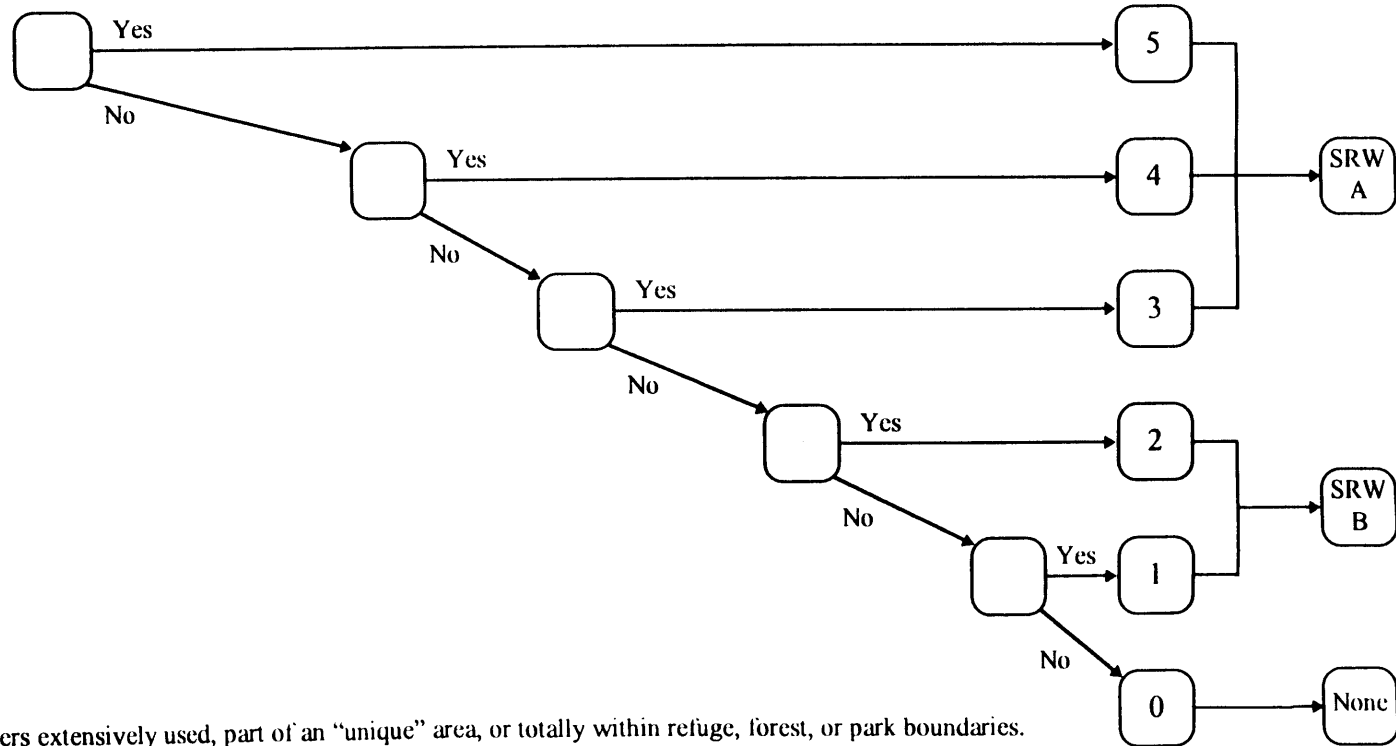 Yes
5
No
Yes
4
SRW
A
No
Yes
3
No
Yes
2
SRW
B
No
Yes
1
No
0
None
ers extensively used, part of an “unique” area, or totally within refuge, forest, or park boundaries.